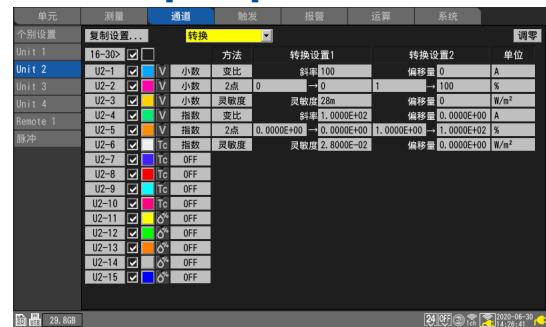 单元 测量 通道 触发 报警 运算 系统
个别设置 复制设置... 转换 调零
Unit 1 16-30> 方法 转换设置1 转换设置2 单位
Unit 2 U2-1 V 小数 变比 斜率 100 偏移量 0 A
Unit 3 U2-2 V 小数 2点 0 → 0 1 → 100 %
Unit 4 U2-3 V 小数 灵敏度 灵敏度 28m 偏移量 0 W/m²
Remote 1 U2-4 V 指数 变比 斜率 1.0000E+02 偏移量 0.0000E+00 A
脉冲 U2-5 V 指数 2点 0.0000E+00 → 0.0000E+00 1.0000E+00 → 1.0000E+02 %
U2-6 Tc 指数 灵敏度 灵敏度 2.8000E-02 偏移量 0.0000E+00 W/m²
U2-7 Tc OFF
U2-8 Tc OFF
U2-9 Tc OFF
U2-10 Tc OFF
U2-11 % OFF
U2-12 % OFF
U2-13 % OFF
U2-14 % OFF
U2-15 % OFF
SD 29.8GB 24 OFF 1ch 2020-06-30
14:26:41